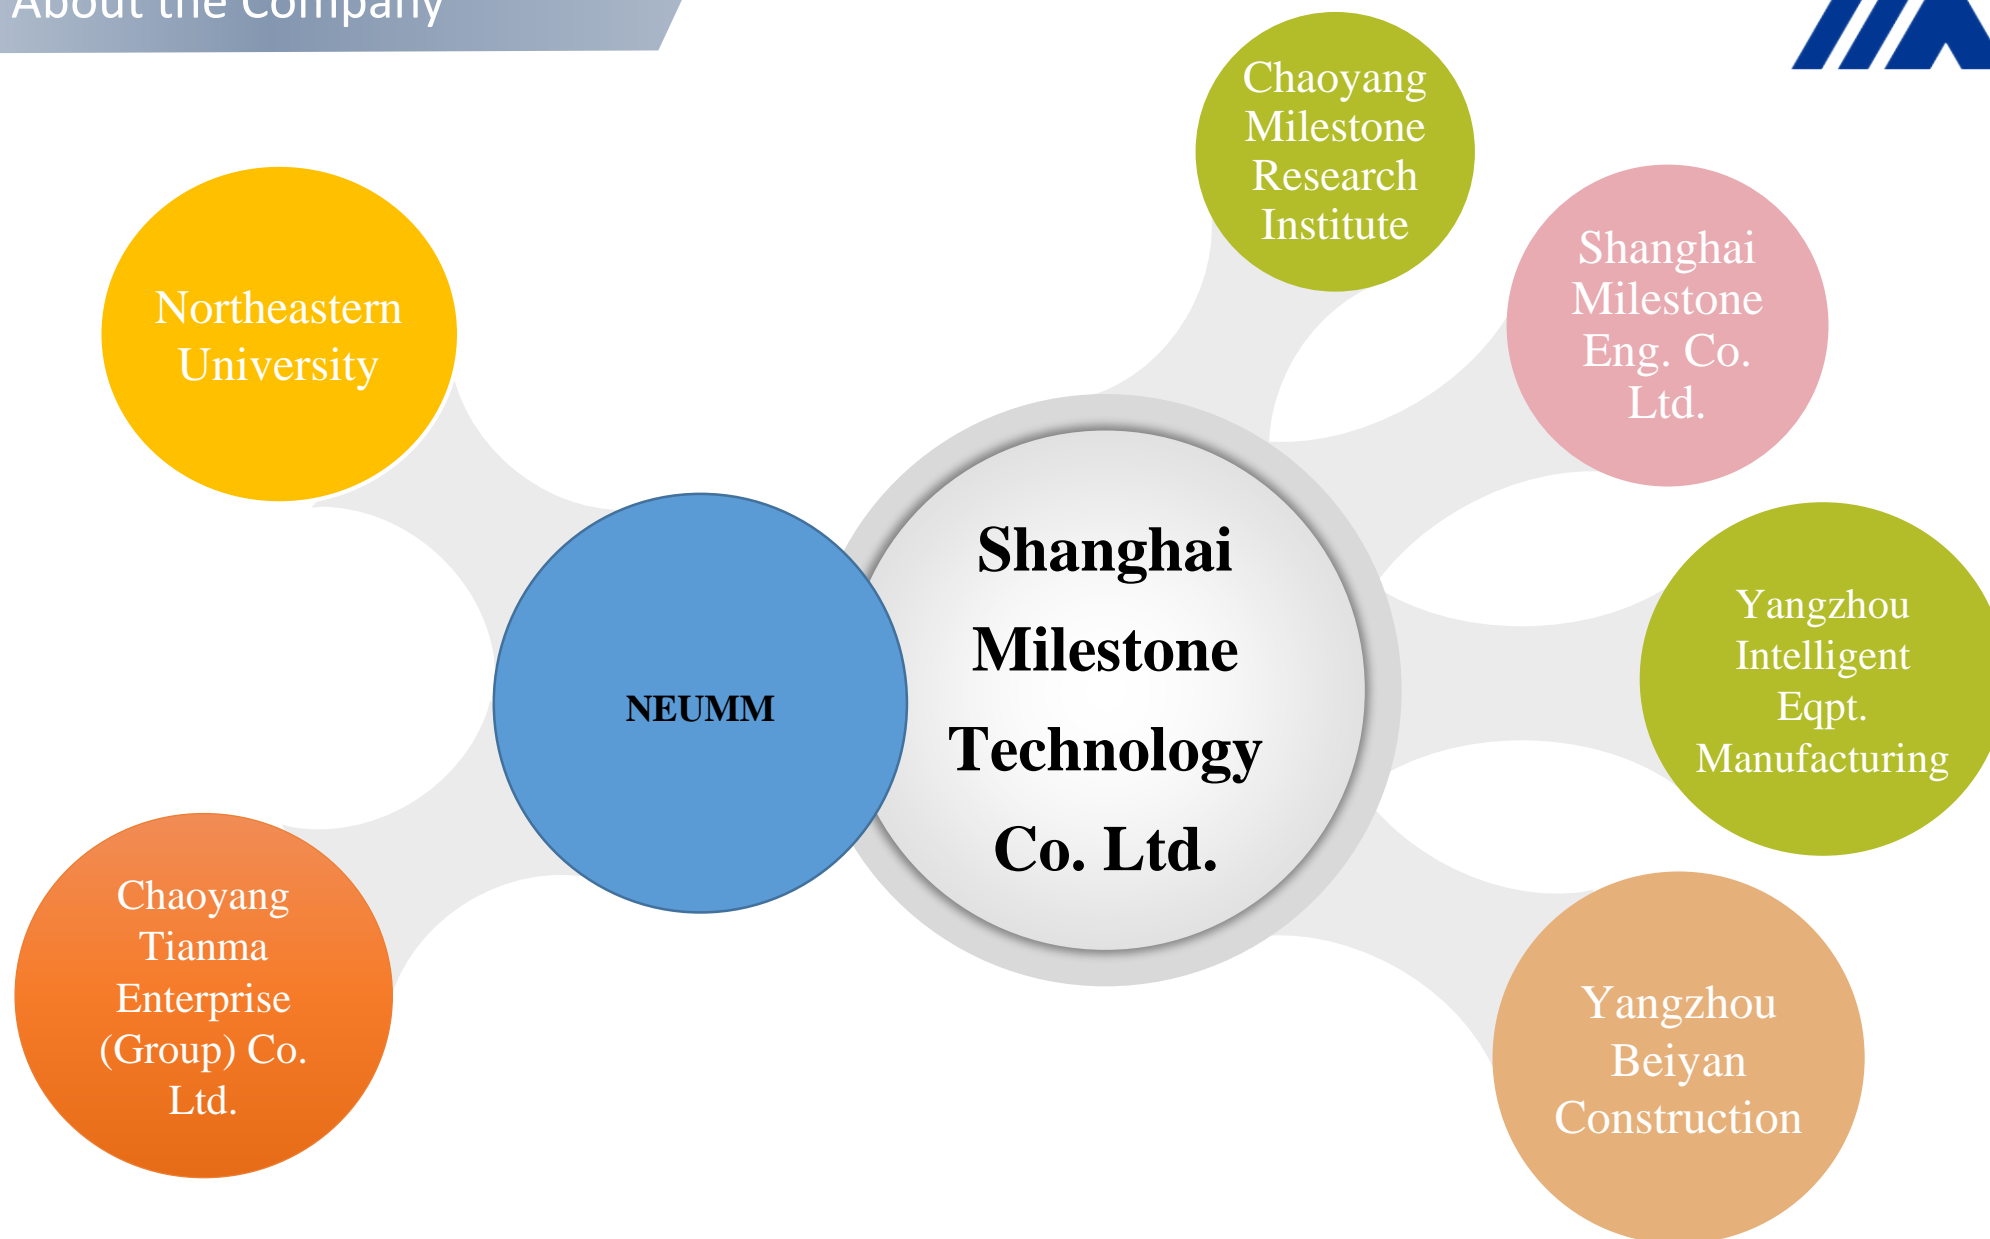 About the Company
Chaoyang
Milestone
Research
Institute
Shanghai
Milestone
Eng. Co.
Ltd.
Northeastern
University
Shanghai
Milestone
Technology
Co. Ltd.
NEUMM
Yangzhou
Intelligent
Eqpt.
Manufacturing
Chaoyang
Tianma
Enterprise
(Group) Co.
Ltd.
Yangzhou
Beiyan
Construction